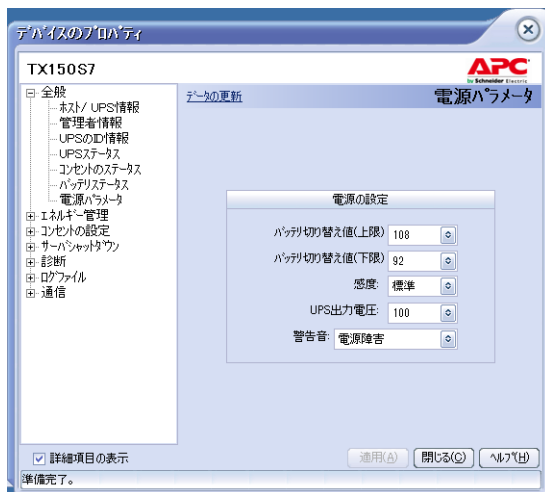 デバイスのプロパティ
TX150S7
APC
by Schneider Electric
全般
ホスト/ UPS情報
管理者情報
UPSのID情報
UPSステータス
コンセントのステータス
バッテリステータス
電源パラメータ
エネルギー管理
コンセントの設定
サーバシャットダウン
診断
ログファイル
通信
データの更新
電源パラメータ
電源の設定
バッテリ切り替え値(上限) 108
バッテリ切り替え値(下限) 92
感度: 標準
UPS出力電圧: 100
警告音: 電源障害
詳細項目の表示
適用(A) 閉じる(C) ヘルプ(H)
準備完了。